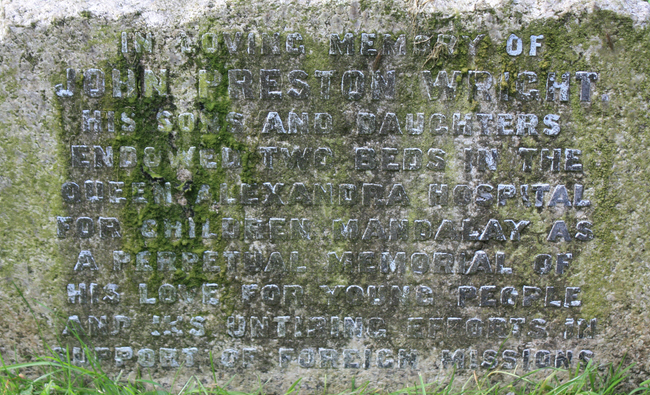 IN LOVING MEMORY OF
JOHN PRESTON WRIGHT.
HIS SONS AND DAUGHTERS
ENDOWED TWO BEDS IN THE
QUEEN ALEXANDRA HOSPITAL
FOR CHILDREN MANDALAY, AS
A PERPETUAL MEMORIAL OF
HIS LOVE FOR YOUNG PEOPLE
AND HIS UNTIRING EFFORTS IN
SUPPORT OF FOREIGN MISSIONS